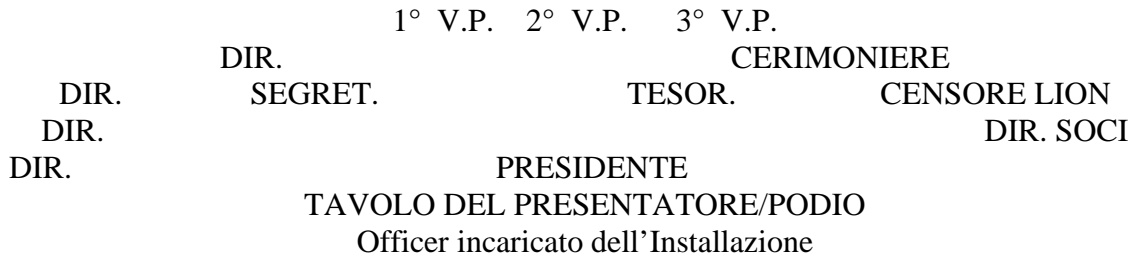 1° V.P. 2° V.P. 3° V.P.
DIR. CERIMONIERE
DIR. SEGRET. TESOR. CENSORE LION
DIR. DIR. SOCI
DIR. PRESIDENTE
TAVOLO DEL PRESENTATORE/PODIO
Officer incaricato dell’Installazione